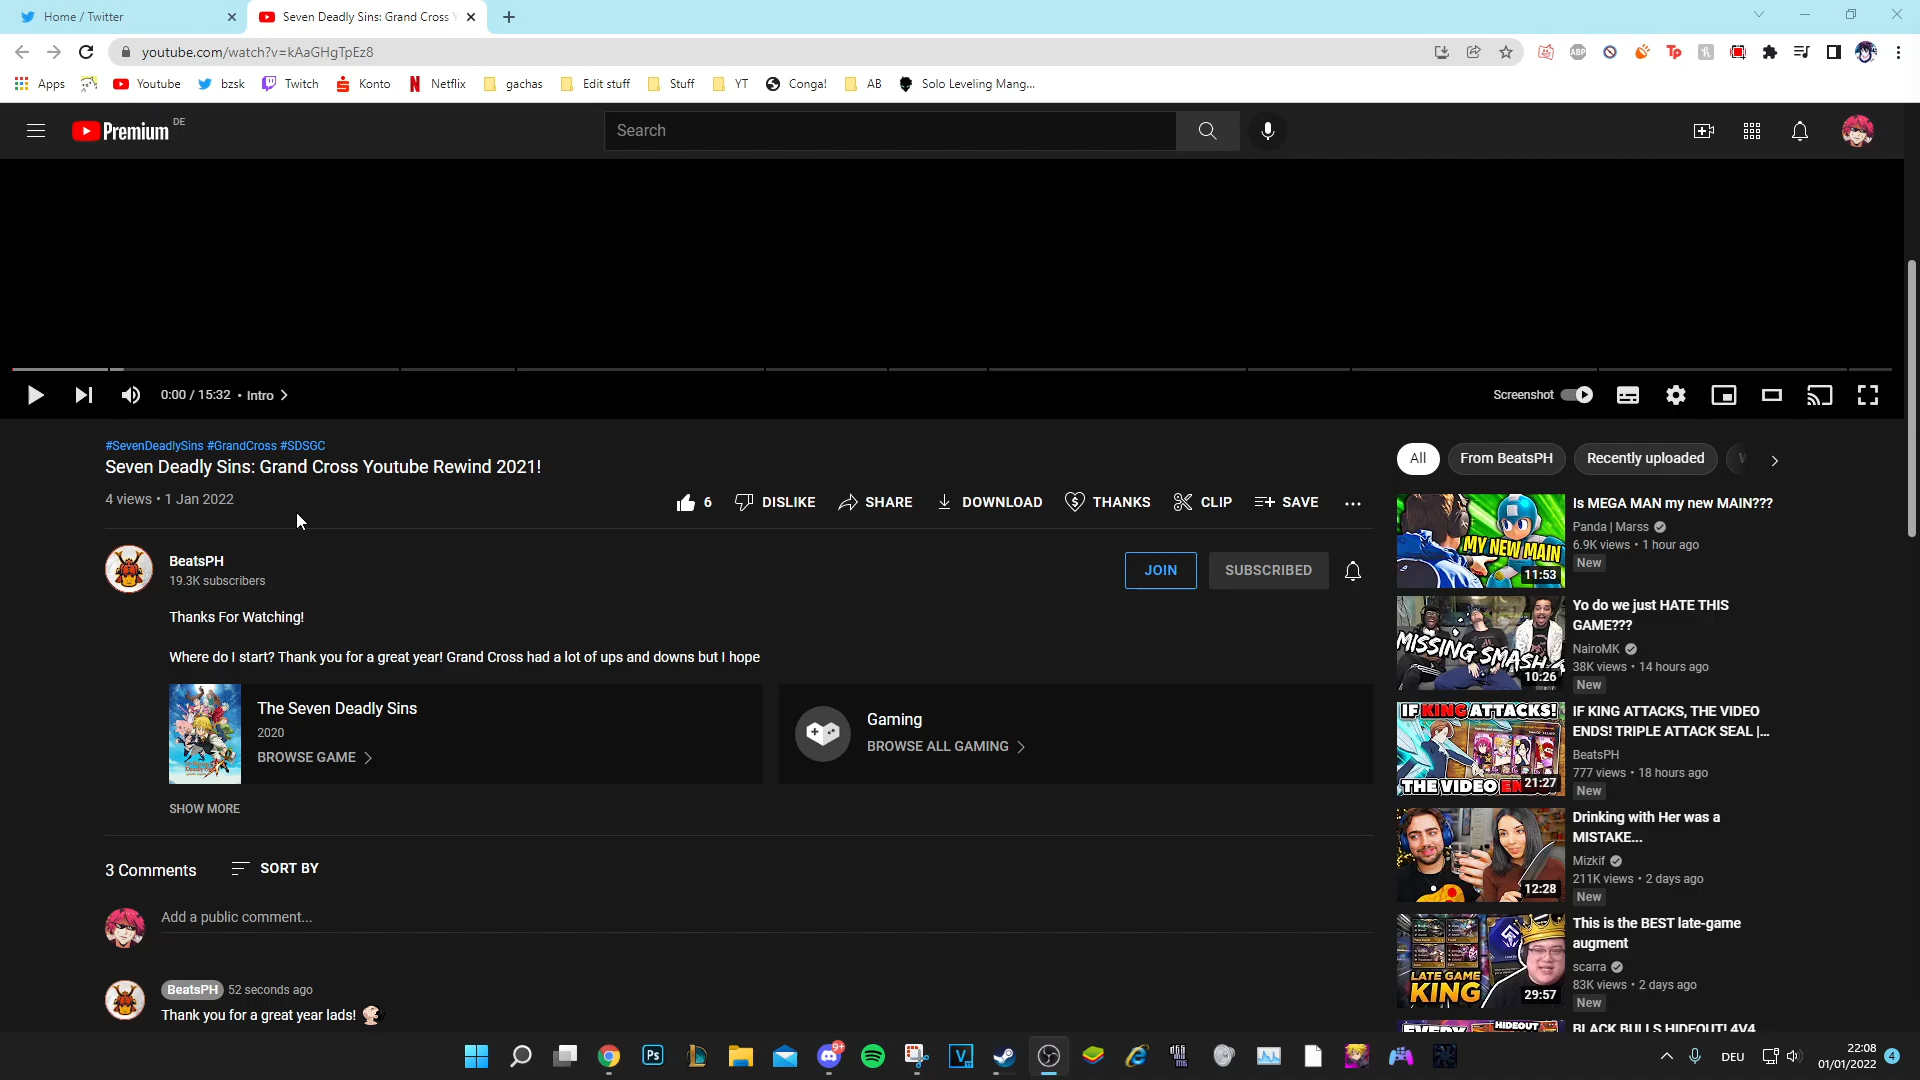 Home / Twitter
Seven Deadly Sins: Grand Cross Y
youtube.com/watch?v=kAaGHgTpEz8
Apps
Youtube
bzsk
Twitch
Konto
Netflix
gachas
Edit stuff
Stuff
YT
Conga!
AB
Solo Leveling Mang...
Premium DE
Search
0:00 / 15:32 • Intro
Screenshot
#SevenDeadlySins #GrandCross #SDSGC
Seven Deadly Sins: Grand Cross Youtube Rewind 2021!
4 views • 1 Jan 2022
6
DISLIKE
SHARE
DOWNLOAD
THANKS
CLIP
SAVE
BeatsPH
19.3K subscribers
JOIN
SUBSCRIBED
Thanks For Watching!
Where do I start? Thank you for a great year! Grand Cross had a lot of ups and downs but I hope
The Seven Deadly Sins
2020
BROWSE GAME
Gaming
BROWSE ALL GAMING
SHOW MORE
3 Comments
SORT BY
Add a public comment...
BeatsPH 52 seconds ago
Thank you for a great year lads!
All
From BeatsPH
Recently uploaded
MY NEW MAIN
11:53
Is MEGA MAN my new MAIN???
Panda | Marss
6.9K views • 1 hour ago
New
MISSING SMASH
10:26
Yo do we just HATE THIS
GAME???
NairoMK
38K views • 14 hours ago
New
IF KING ATTACKS!
THE VIDEO
21:27
IF KING ATTACKS, THE VIDEO
ENDS! TRIPLE ATTACK SEAL |...
BeatsPH
777 views • 18 hours ago
New
12:28
Drinking with Her was a
MISTAKE...
Mizkif
211K views • 2 days ago
New
LATE GAME
KING
29:57
This is the BEST late-game
augment
scarra
83K views • 2 days ago
New
HIDEOUT
BLACK BULLS HIDEOUT! 4V4
ABP
Tp
Ps
9+
V
DEU
22:08
01/01/2022
4